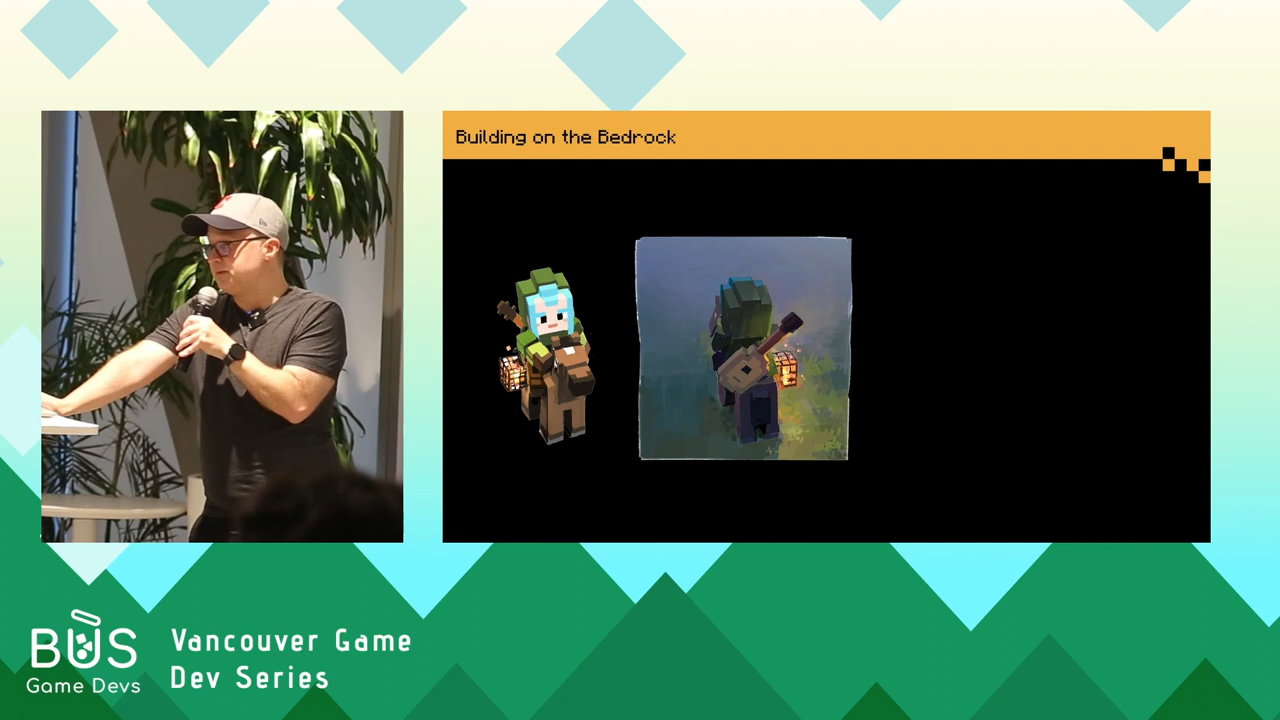 Building on the Bedrock
BUS
Game Devs
Vancouver Game
Dev Series